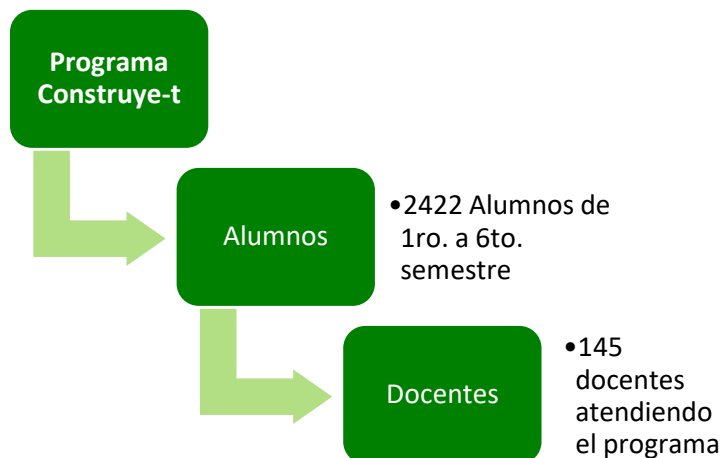 Programa
Construye-t
Alumnos
•2422 Alumnos de
1ro. a 6to.
semestre
Docentes
•145
docentes
atendiendo
el programa